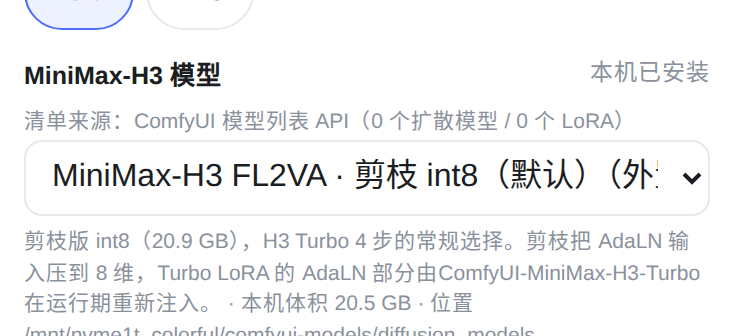 MiniMax-H3 模型
本机已安装
清单来源：ComfyUI 模型列表 API（0 个扩散模型 / 0 个 LoRA）
MiniMax-H3 FL2VA · 剪枝 int8（默认）（外
剪枝版 int8（20.9 GB），H3 Turbo 4 步的常规选择。剪枝把 AdaLN 输
入压到 8 维，Turbo LoRA 的 AdaLN 部分由ComfyUI-MiniMax-H3-Turbo
在运行期重新注入。 · 本机体积 20.5 GB · 位置
/mnt/nvme1t_colorful/comfyui-models/diffusion_models